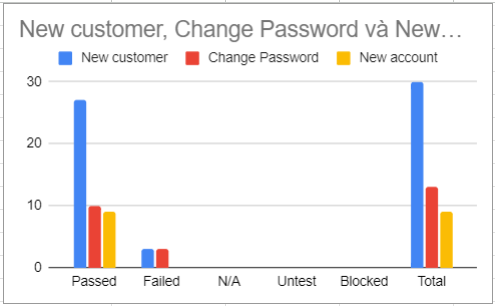 New customer, Change Password và New…
New customer Change Password New account
30
20
10
0
Passed Failed N/A Untest Blocked Total